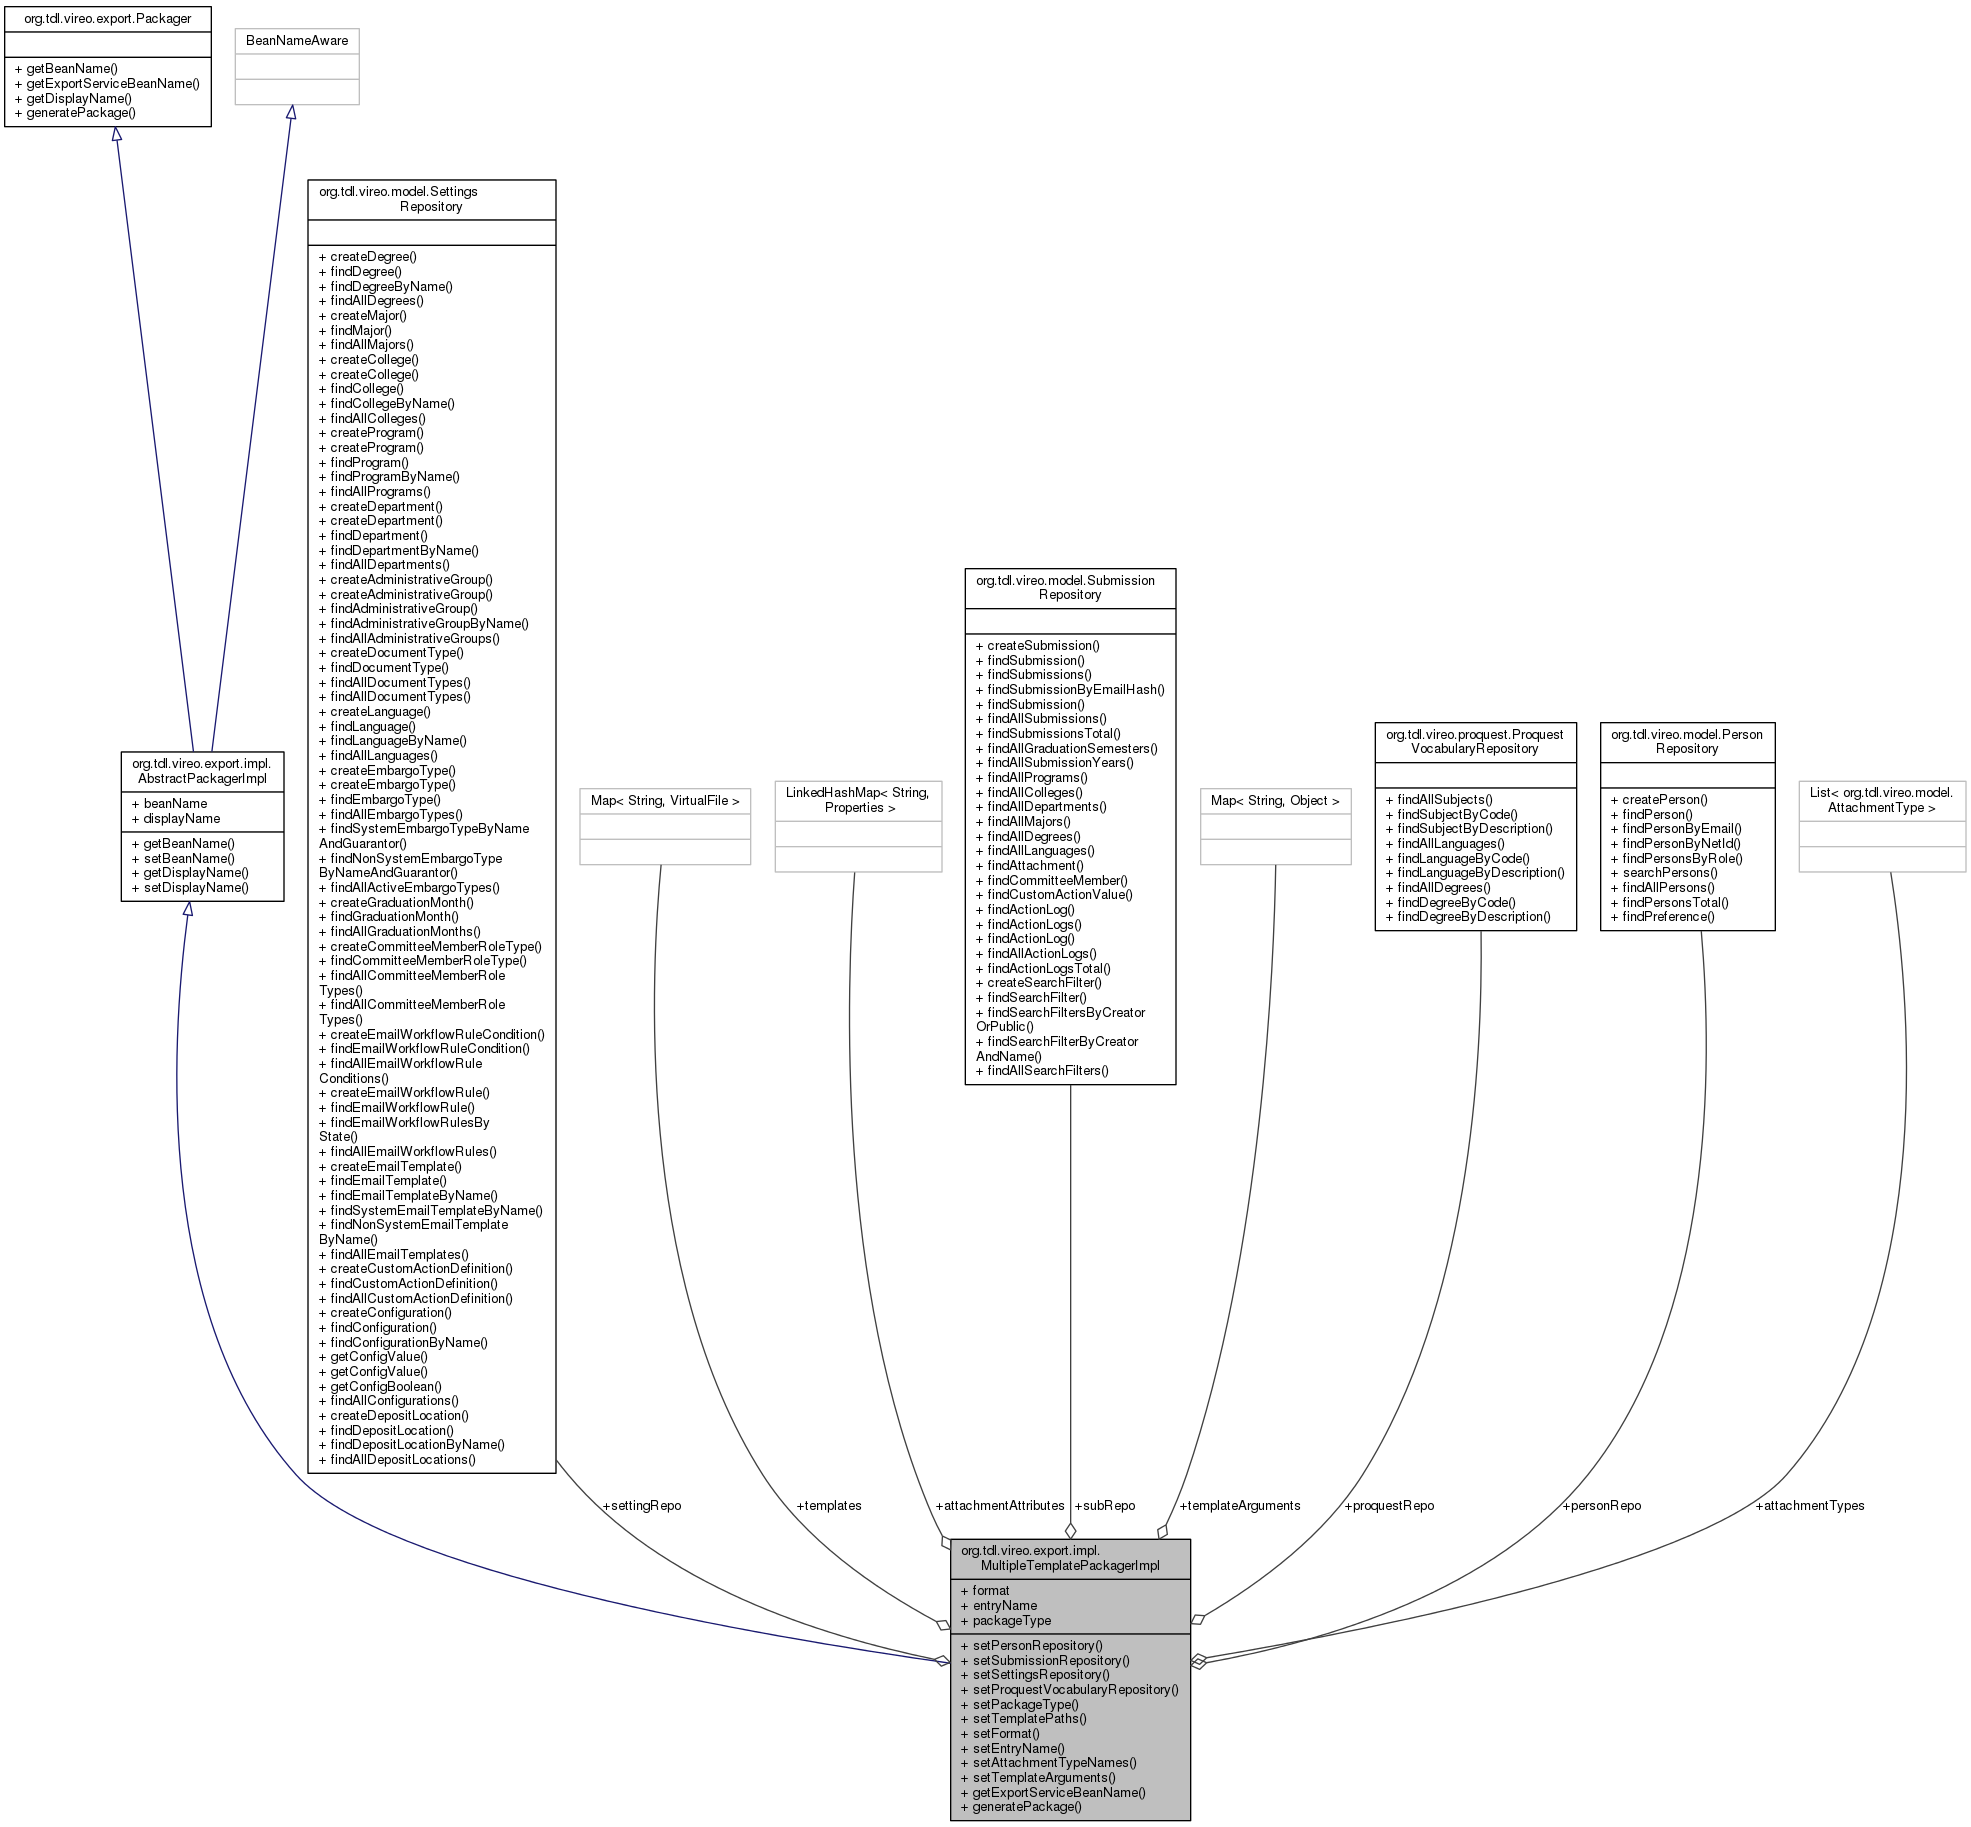 org.tdl.vireo.export.Packager
+ getBeanName()
+ getExportServiceBeanName()
+ getDisplayName()
+ generatePackage()
BeanNameAware
org.tdl.vireo.model.Settings
Repository
+ createDegree()
+ findDegree()
+ findDegreeByName()
+ findAllDegrees()
+ createMajor()
+ findMajor()
+ findAllMajors()
+ createCollege()
+ createCollege()
+ findCollege()
+ findCollegeByName()
+ findAllColleges()
+ createProgram()
+ createProgram()
+ findProgram()
+ findProgramByName()
+ findAllPrograms()
+ createDepartment()
+ createDepartment()
+ findDepartment()
+ findDepartmentByName()
+ findAllDepartments()
+ createAdministrativeGroup()
+ createAdministrativeGroup()
+ findAdministrativeGroup()
+ findAdministrativeGroupByName()
+ findAllAdministrativeGroups()
+ createDocumentType()
+ findDocumentType()
+ findAllDocumentTypes()
+ findAllDocumentTypes()
+ createLanguage()
+ findLanguage()
+ findLanguageByName()
+ findAllLanguages()
+ createEmbargoType()
+ createEmbargoType()
+ findEmbargoType()
+ findAllEmbargoTypes()
+ findSystemEmbargoTypeByName
AndGuarantor()
+ findNonSystemEmbargoType
ByNameAndGuarantor()
+ findAllActiveEmbargoTypes()
+ createGraduationMonth()
+ findGraduationMonth()
+ findAllGraduationMonths()
+ createCommitteeMemberRoleType()
+ findCommitteeMemberRoleType()
+ findAllCommitteeMemberRole
Types()
+ findAllCommitteeMemberRole
Types()
+ createEmailWorkflowRuleCondition()
+ findEmailWorkflowRuleCondition()
+ findAllEmailWorkflowRule
Conditions()
+ createEmailWorkflowRule()
+ findEmailWorkflowRule()
+ findEmailWorkflowRulesBy
State()
+ findAllEmailWorkflowRules()
+ createEmailTemplate()
+ findEmailTemplate()
+ findEmailTemplateByName()
+ findSystemEmailTemplateByName()
+ findNonSystemEmailTemplate
ByName()
+ findAllEmailTemplates()
+ createCustomActionDefinition()
+ findCustomActionDefinition()
+ findAllCustomActionDefinition()
+ createConfiguration()
+ findConfiguration()
+ findConfigurationByName()
+ getConfigValue()
+ getConfigValue()
+ getConfigBoolean()
+ findAllConfigurations()
+ createDepositLocation()
+ findDepositLocation()
+ findDepositLocationByName()
+ findAllDepositLocations()
org.tdl.vireo.export.impl.
AbstractPackagerImpl
+ beanName
+ displayName
+ getBeanName()
+ setBeanName()
+ getDisplayName()
+ setDisplayName()
Map< String, VirtualFile >
LinkedHashMap< String,
Properties >
org.tdl.vireo.model.Submission
Repository
+ createSubmission()
+ findSubmission()
+ findSubmissions()
+ findSubmissionByEmailHash()
+ findSubmission()
+ findAllSubmissions()
+ findSubmissionsTotal()
+ findAllGraduationSemesters()
+ findAllSubmissionYears()
+ findAllPrograms()
+ findAllColleges()
+ findAllDepartments()
+ findAllMajors()
+ findAllDegrees()
+ findAllLanguages()
+ findAttachment()
+ findCommitteeMember()
+ findCustomActionValue()
+ findActionLog()
+ findActionLogs()
+ findActionLog()
+ findAllActionLogs()
+ findActionLogsTotal()
+ createSearchFilter()
+ findSearchFilter()
+ findSearchFiltersByCreator
OrPublic()
+ findSearchFilterByCreator
AndName()
+ findAllSearchFilters()
Map< String, Object >
org.tdl.vireo.proquest.Proquest
VocabularyRepository
+ findAllSubjects()
+ findSubjectByCode()
+ findSubjectByDescription()
+ findAllLanguages()
+ findLanguageByCode()
+ findLanguageByDescription()
+ findAllDegrees()
+ findDegreeByCode()
+ findDegreeByDescription()
org.tdl.vireo.model.Person
Repository
+ createPerson()
+ findPerson()
+ findPersonByEmail()
+ findPersonByNetId()
+ findPersonsByRole()
+ searchPersons()
+ findAllPersons()
+ findPersonsTotal()
+ findPreference()
List< org.tdl.vireo.model.
AttachmentType >
+settingRepo
+templates
+attachmentAttributes
+subRepo
+templateArguments
+proquestRepo
+personRepo
+attachmentTypes
org.tdl.vireo.export.impl.
MultipleTemplatePackagerImpl
+ format
+ entryName
+ packageType
+ setPersonRepository()
+ setSubmissionRepository()
+ setSettingsRepository()
+ setProquestVocabularyRepository()
+ setPackageType()
+ setTemplatePaths()
+ setFormat()
+ setEntryName()
+ setAttachmentTypeNames()
+ setTemplateArguments()
+ getExportServiceBeanName()
+ generatePackage()